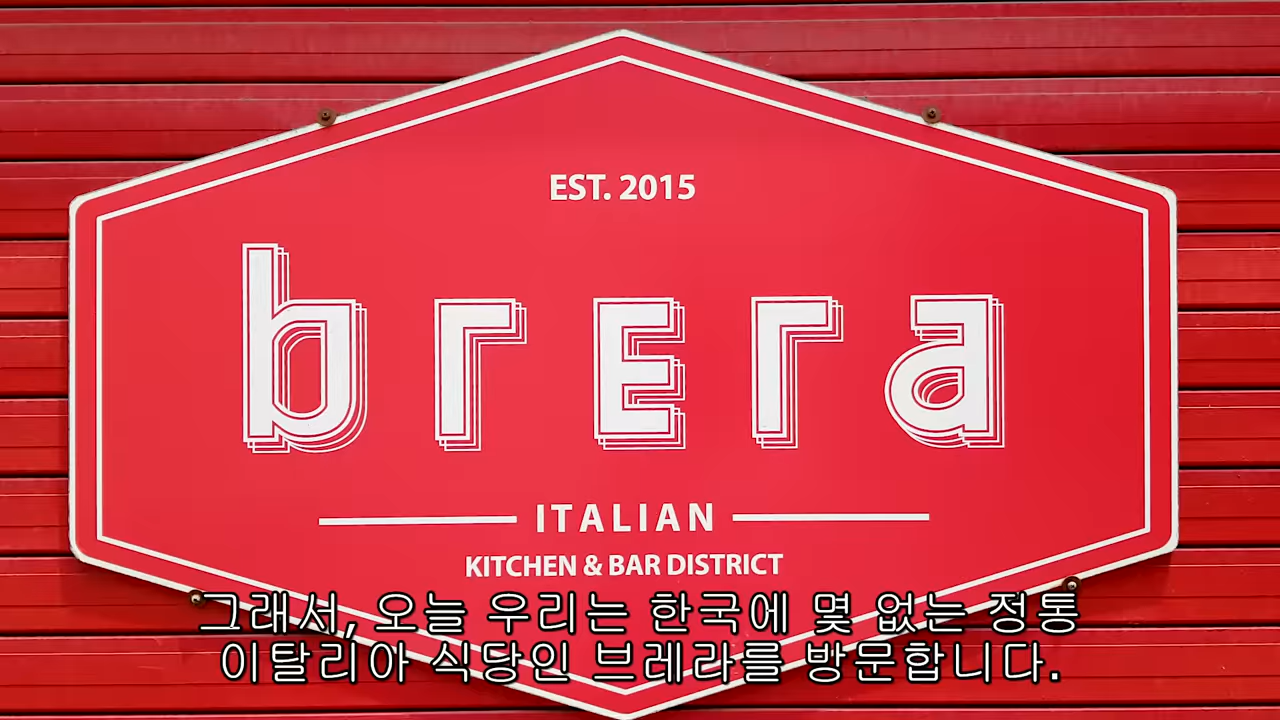 EST. 2015
brera
ITALIAN
KITCHEN & BAR DISTRICT
그래서, 오늘 우리는 한국에 몇 없는 정통
이탈리아 식당인 브레라를 방문합니다.